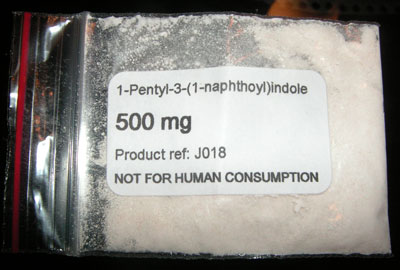 1-Pentyl-3-(1-naphthoyl)indole
500 mg
Product ref: J018
NOT FOR HUMAN CONSUMPTION